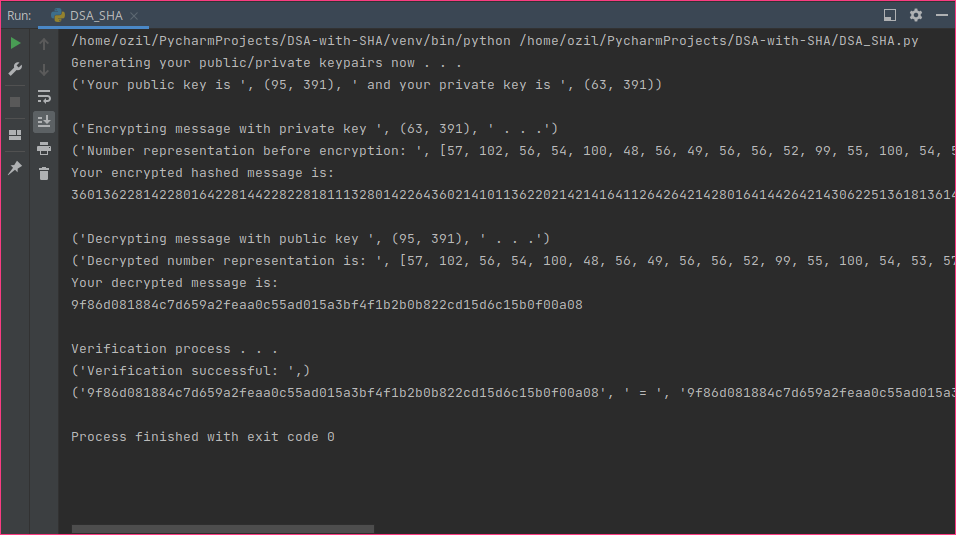 Run: DSA_SHA
/home/ozil/PycharmProjects/DSA-with-SHA/venv/bin/python /home/ozil/PycharmProjects/DSA-with-SHA/DSA_SHA.py
Generating your public/private keypairs now . . .
('Your public key is ', (95, 391), ' and your private key is ', (63, 391))
('Encrypting message with private key ', (63, 391), ' . . .')
('Number representation before encryption: ', [57, 102, 56, 54, 100, 48, 56, 49, 56, 56, 52, 99, 55, 100, 54, 5
Your encrypted hashed message is:
360136228142280164228144228228181113280142264360214101136220214214164112642642142801641442642143062251361813614
('Decrypting message with public key ', (95, 391), ' . . .')
('Decrypted number representation is: ', [57, 102, 56, 54, 100, 48, 56, 49, 56, 56, 52, 99, 55, 100, 54, 53, 57
Your decrypted message is:
9f86d081884c7d659a2feaa0c55ad015a3bf4f1b2b0b822cd15d6c15b0f00a08
Verification process . . .
('Verification successful: ',)
('9f86d081884c7d659a2feaa0c55ad015a3bf4f1b2b0b822cd15d6c15b0f00a08', ' = ', '9f86d081884c7d659a2feaa0c55ad015a3
Process finished with exit code 0